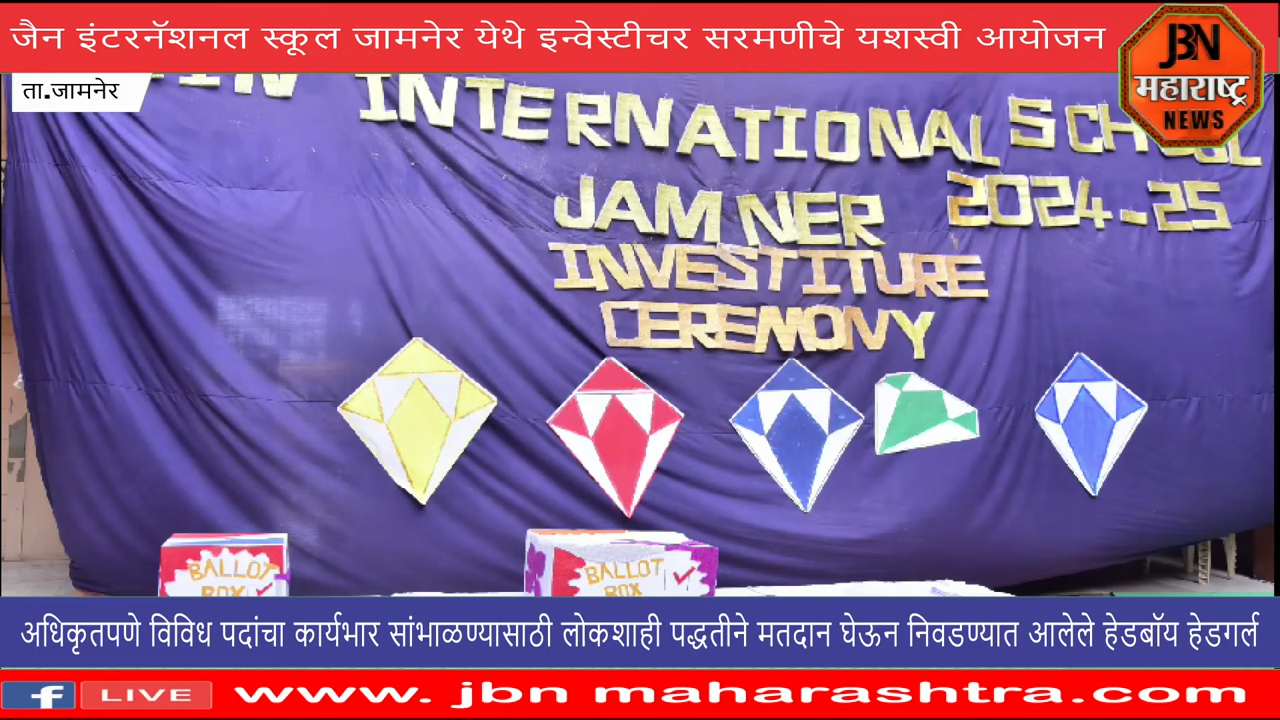 जैन इंटरनॅशनल स्कूल जामनेर येथे इन्वेस्टीचर सरमणीचे यशस्वी आयोजन
JBN
महाराष्ट्र
NEWS
ता.जामनेर
INTERNATIONAL SCHOOL
JAMNER 2024-25
INVESTITURE
CEREMONY
BALLOT
BOX
BALLOT
BOX
अधिकृतपणे विविध पदांचा कार्यभार सांभाळण्यासाठी लोकशाही पद्धतीने मतदान घेऊन निवडण्यात आलेले हेडबॉय हेडगर्ल
f LIVE www. jbn maharashtra.com